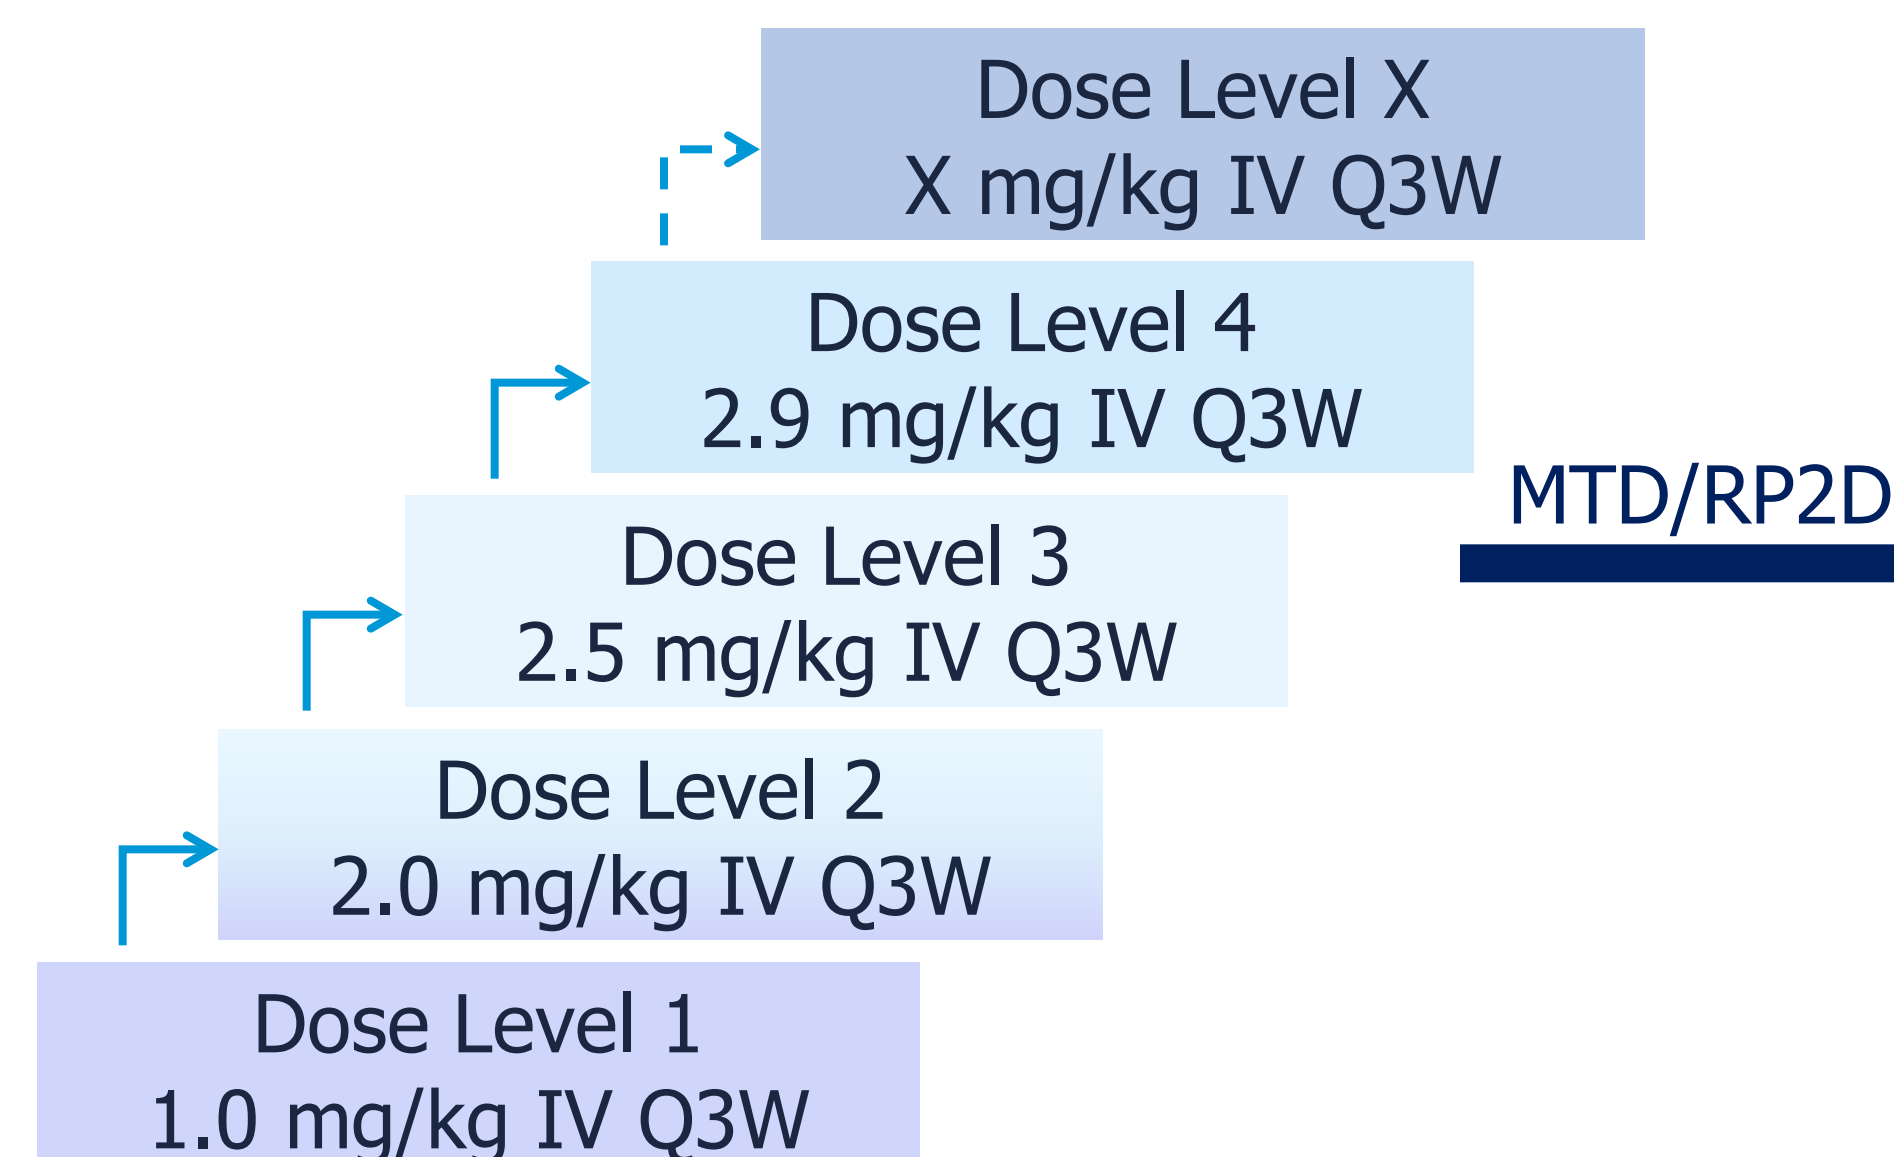 Dose Level X
X mg/kg IV Q3W
Dose Level 4
2.9 mg/kg IV Q3W
MTD/RP2D
Dose Level 3
2.5 mg/kg IV Q3W
Dose Level 2
2.0 mg/kg IV Q3W
Dose Level 1
1.0 mg/kg IV Q3W